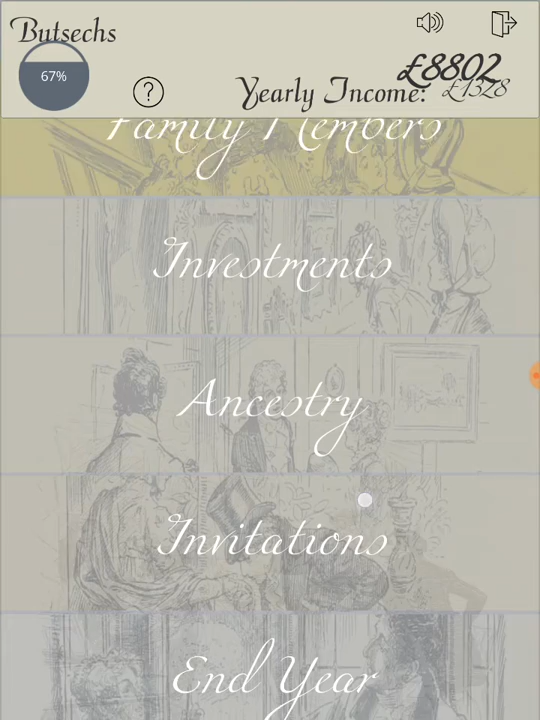 Butsechs
67%
?
£8802
Yearly Income:
£1328
Family Members
Investments
Ancestry
Invitations
End Year